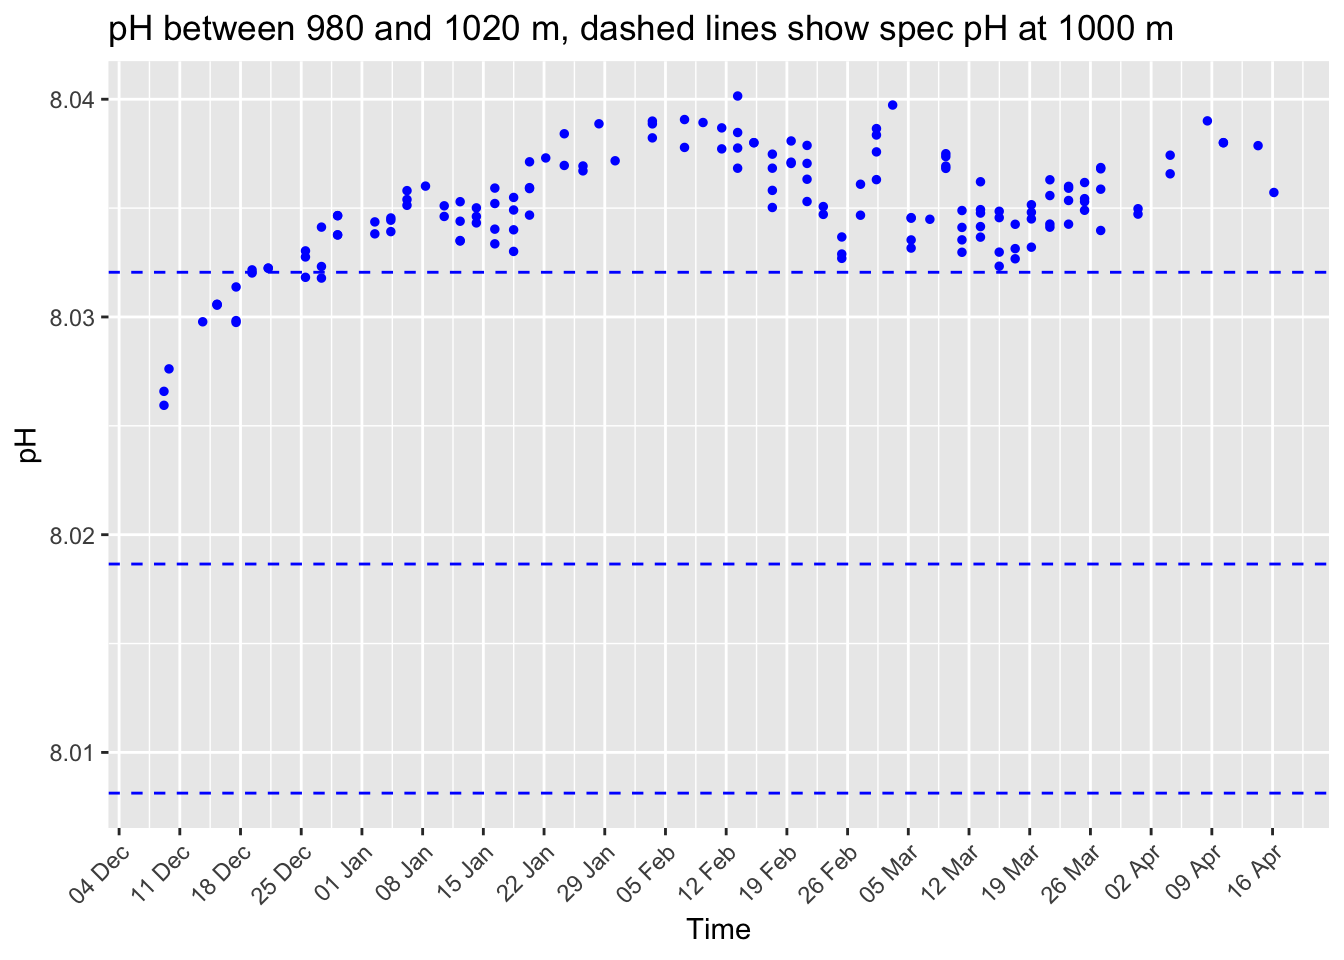 pH between 980 and 1020 m, dashed lines show spec pH at 1000 m
8.04
8.03
8.02
8.01
pH
04 Dec
11 Dec
18 Dec
25 Dec
01 Jan
08 Jan
15 Jan
22 Jan
29 Jan
05 Feb
12 Feb
19 Feb
26 Feb
05 Mar
12 Mar
19 Mar
26 Mar
02 Apr
09 Apr
16 Apr
Time